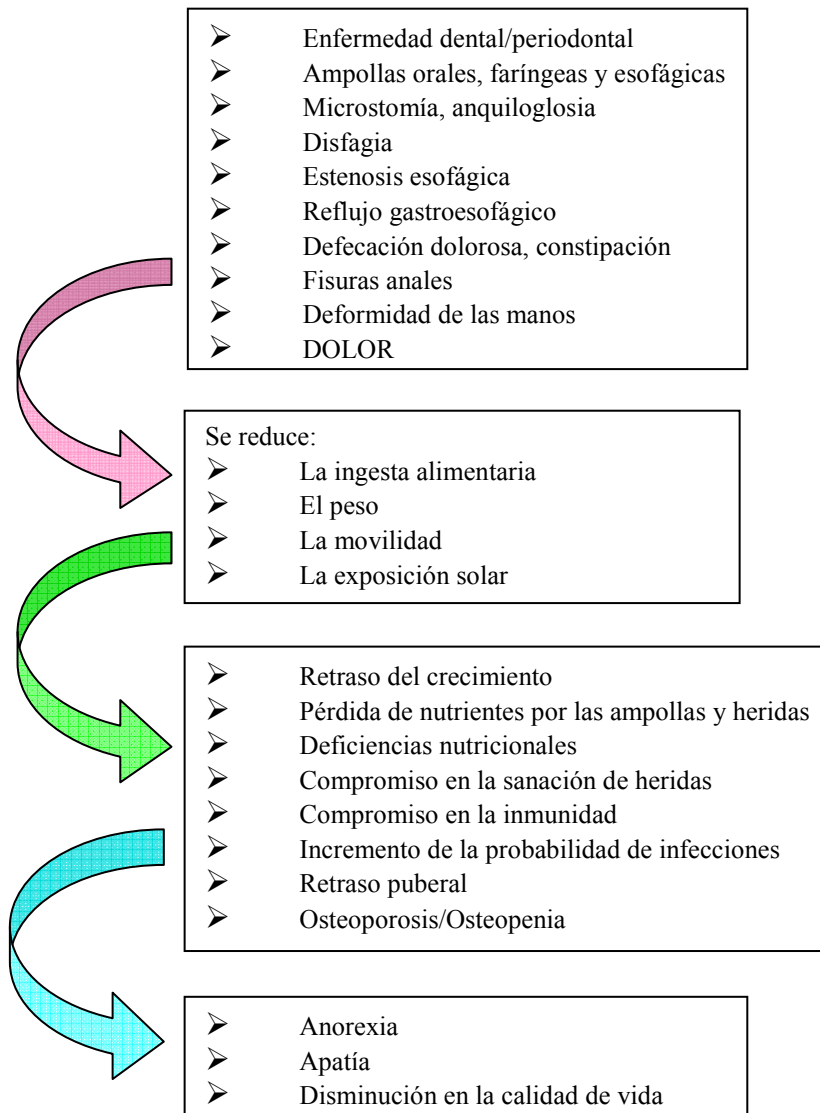 ➢ Enfermedad dental/periodontal
➢ Ampollas orales, faríngeas y esofágicas
➢ Microstomía, anquiloglosia
➢ Disfagia
➢ Estenosis esofágica
➢ Reflujo gastroesofágico
➢ Defecación dolorosa, constipación
➢ Fisuras anales
➢ Deformidad de las manos
➢ DOLOR
Se reduce:
➢ La ingesta alimentaria
➢ El peso
➢ La movilidad
➢ La exposición solar
➢ Retraso del crecimiento
➢ Pérdida de nutrientes por las ampollas y heridas
➢ Deficiencias nutricionales
➢ Compromiso en la sanación de heridas
➢ Compromiso en la inmunidad
➢ Incremento de la probabilidad de infecciones
➢ Retraso puberal
➢ Osteoporosis/Osteopenia
➢ Anorexia
➢ Apatía
➢ Disminución en la calidad de vida